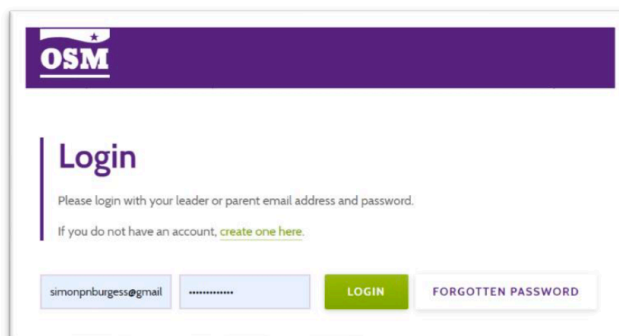 OSM
Login
Please login with your leader or parent email address and password.
If you do not have an account, create one here.
simonpnburgess@gmail ••••••••••••• LOGIN FORGOTTEN PASSWORD